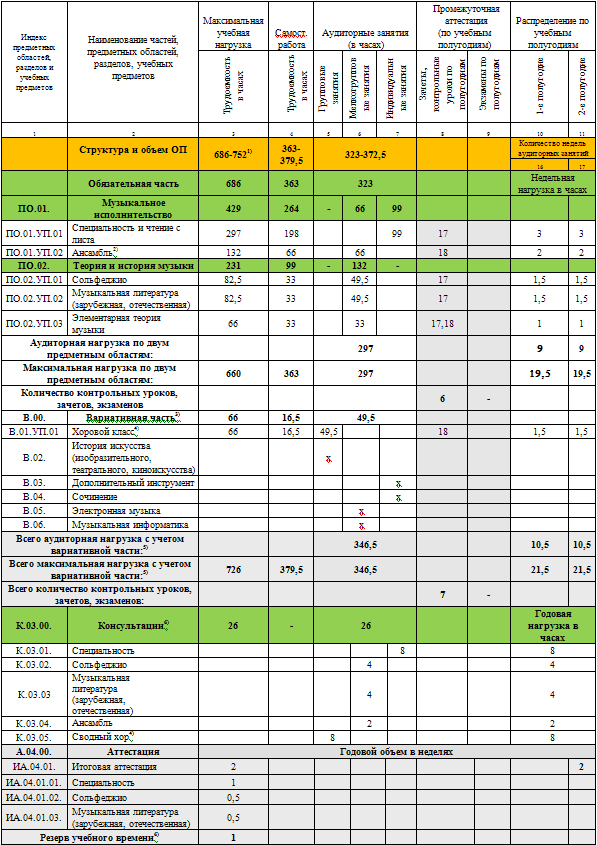 Индекс предметных областей, разделов и учебных предметов
Наименование частей, предметных областей, разделов, учебных предметов
Максимальная учебная нагрузка
Самост. работа
Аудиторные занятия (в часах)
Промежуточная аттестация (по учебным полугодиям)
Распределение по учебным полугодиям
Трудоемкость в часах
Трудоемкость в часах
Групповые занятия
Мелкогрупповые занятия
Индивидуальные занятия
Зачеты, контрольные уроки по полугодиям
Экзамены по полугодиям
1-е полугодие
2-е полугодие
1 2 3 4 5 6 7 8 9 10 11
Структура и объем ОП 686-752¹⁾ 363-379,5 323-372,5 Количество недель аудиторных занятий
16 17
Обязательная часть 686 363 323 Недельная нагрузка в часах
ПО.01. Музыкальное исполнительство 429 264 - 66 99
ПО.01.УП.01 Специальность и чтение с листа 297 198 99 17 3 3
ПО.01.УП.02 Ансамбль²⁾ 132 66 66 18 2 2
ПО.02. Теория и история музыки 231 99 - 132 -
ПО.02.УП.01 Сольфеджио 82,5 33 49,5 17 1,5 1,5
ПО.02.УП.02 Музыкальная литература (зарубежная, отечественная) 82,5 33 49,5 17 1,5 1,5
ПО.02.УП.03 Элементарная теория музыки 66 33 33 17,18 1 1
Аудиторная нагрузка по двум предметным областям: 297 9 9
Максимальная нагрузка по двум предметным областям: 660 363 297 19,5 19,5
Количество контрольных уроков, зачетов, экзаменов 6 -
В.00. Вариативная часть³⁾ 66 16,5 49,5
В.01.УП.01 Хоровой класс⁴⁾ 66 16,5 49,5 18 1,5 1,5
В.02. История искусства (изобразительного, театрального, киноискусства) х
В.03. Дополнительный инструмент х
В.04. Сочинение х
В.05. Электронная музыка х
В.06. Музыкальная информатика х
Всего аудиторная нагрузка с учетом вариативной части:⁵⁾ 346,5 10,5 10,5
Всего максимальная нагрузка с учетом вариативной части:⁵⁾ 726 379,5 346,5 21,5 21,5
Всего количество контрольных уроков, зачетов, экзаменов: 7 -
К.03.00. Консультации⁶⁾ 26 - 26 Годовая нагрузка в часах
К.03.01. Специальность 8 8
К.03.02. Сольфеджио 4 4
К.03.03 Музыкальная литература (зарубежная, отечественная) 4 4
К.03.04. Ансамбль 2 2
К.03.05. Сводный хор⁴⁾ 8 8
А.04.00. Аттестация Годовой объем в неделях
ИА.04.01. Итоговая аттестация 2 2
ИА.04.01.01. Специальность 1
ИА.04.01.02. Сольфеджио 0,5
ИА.04.01.03. Музыкальная литература (зарубежная, отечественная) 0,5
Резерв учебного времени⁶⁾ 1